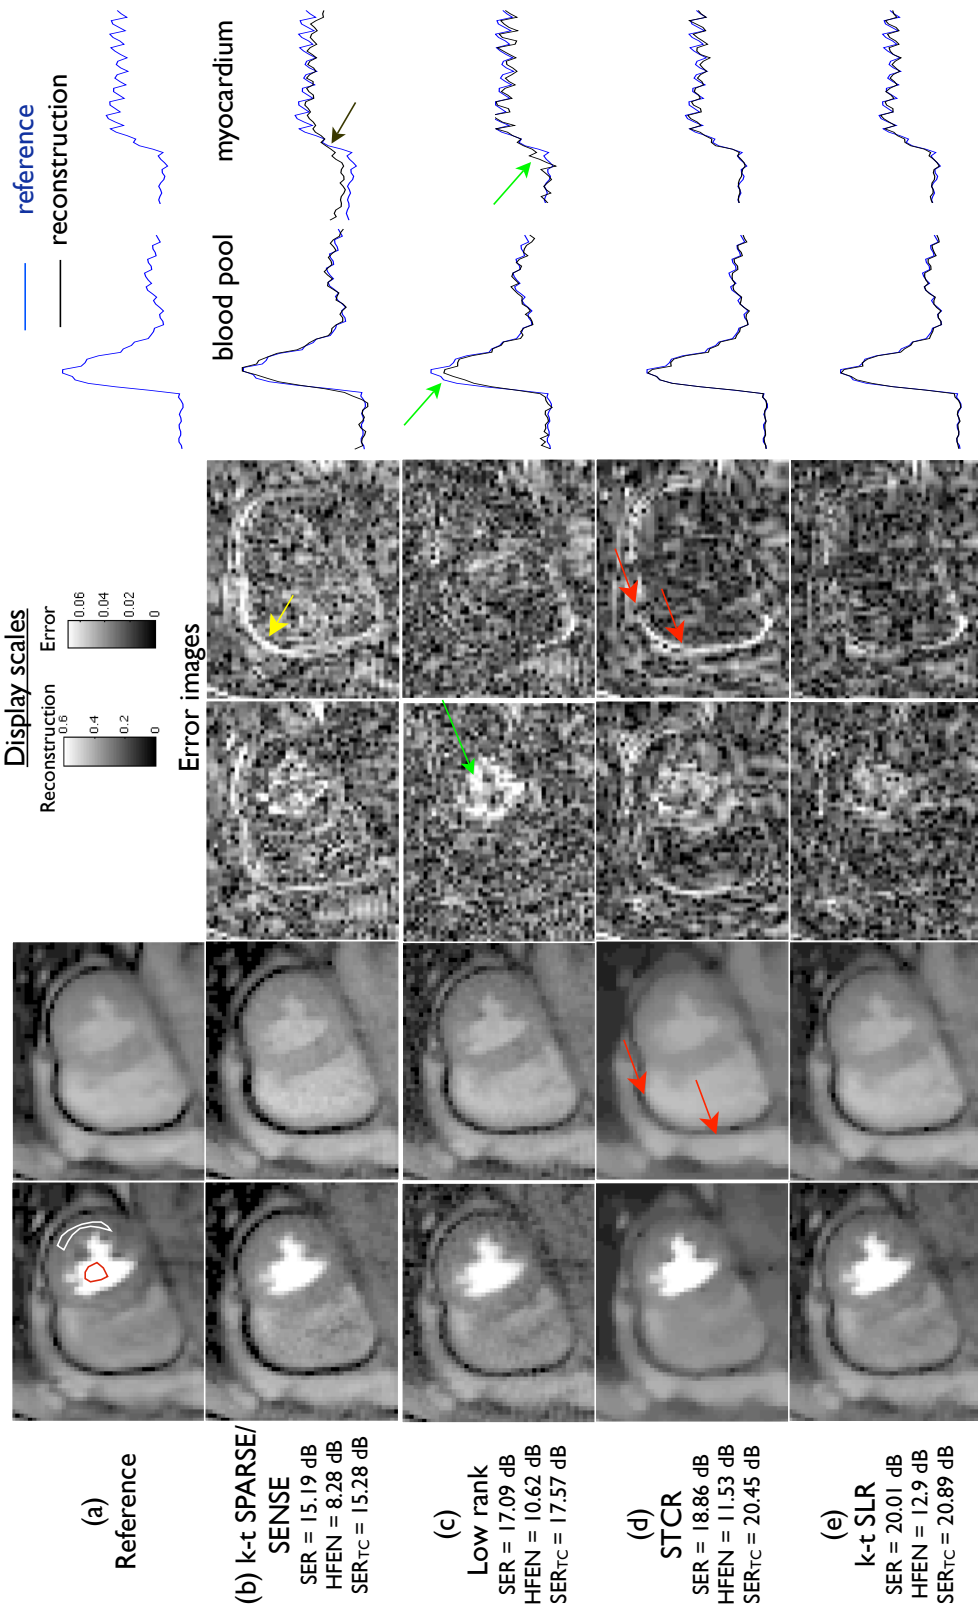 Display scales
Reconstruction
Error
0.6
0.4
0.2
0
0.06
0.04
0.02
0
reference
reconstruction
Error images
blood pool
myocardium
(a)
Reference
(b) k-t SPARSE/
SENSE
SER = 15.19 dB
HFEN = 8.28 dB
SERTC = 15.28 dB
(c)
Low rank
SER = 17.09 dB
HFEN = 10.62 dB
SERTC = 17.57 dB
(d)
STCR
SER = 18.86 dB
HFEN = 11.53 dB
SERTC = 20.45 dB
(e)
k-t SLR
SER = 20.01 dB
HFEN = 12.9 dB
SERTC = 20.89 dB